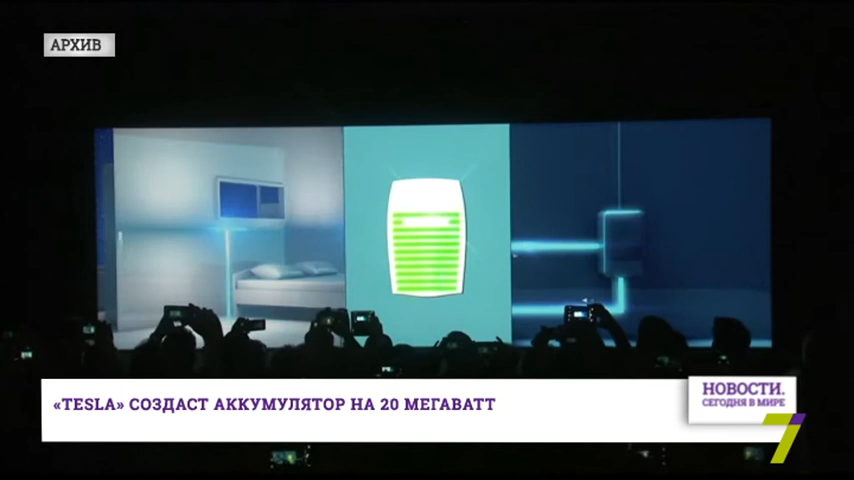 АРХИВ
«TESLA» СОЗДАСТ АККУМУЛЯТОР НА 20 МЕГАВАТТ
НОВОСТИ.
СЕГОДНЯ В МИРЕ
7